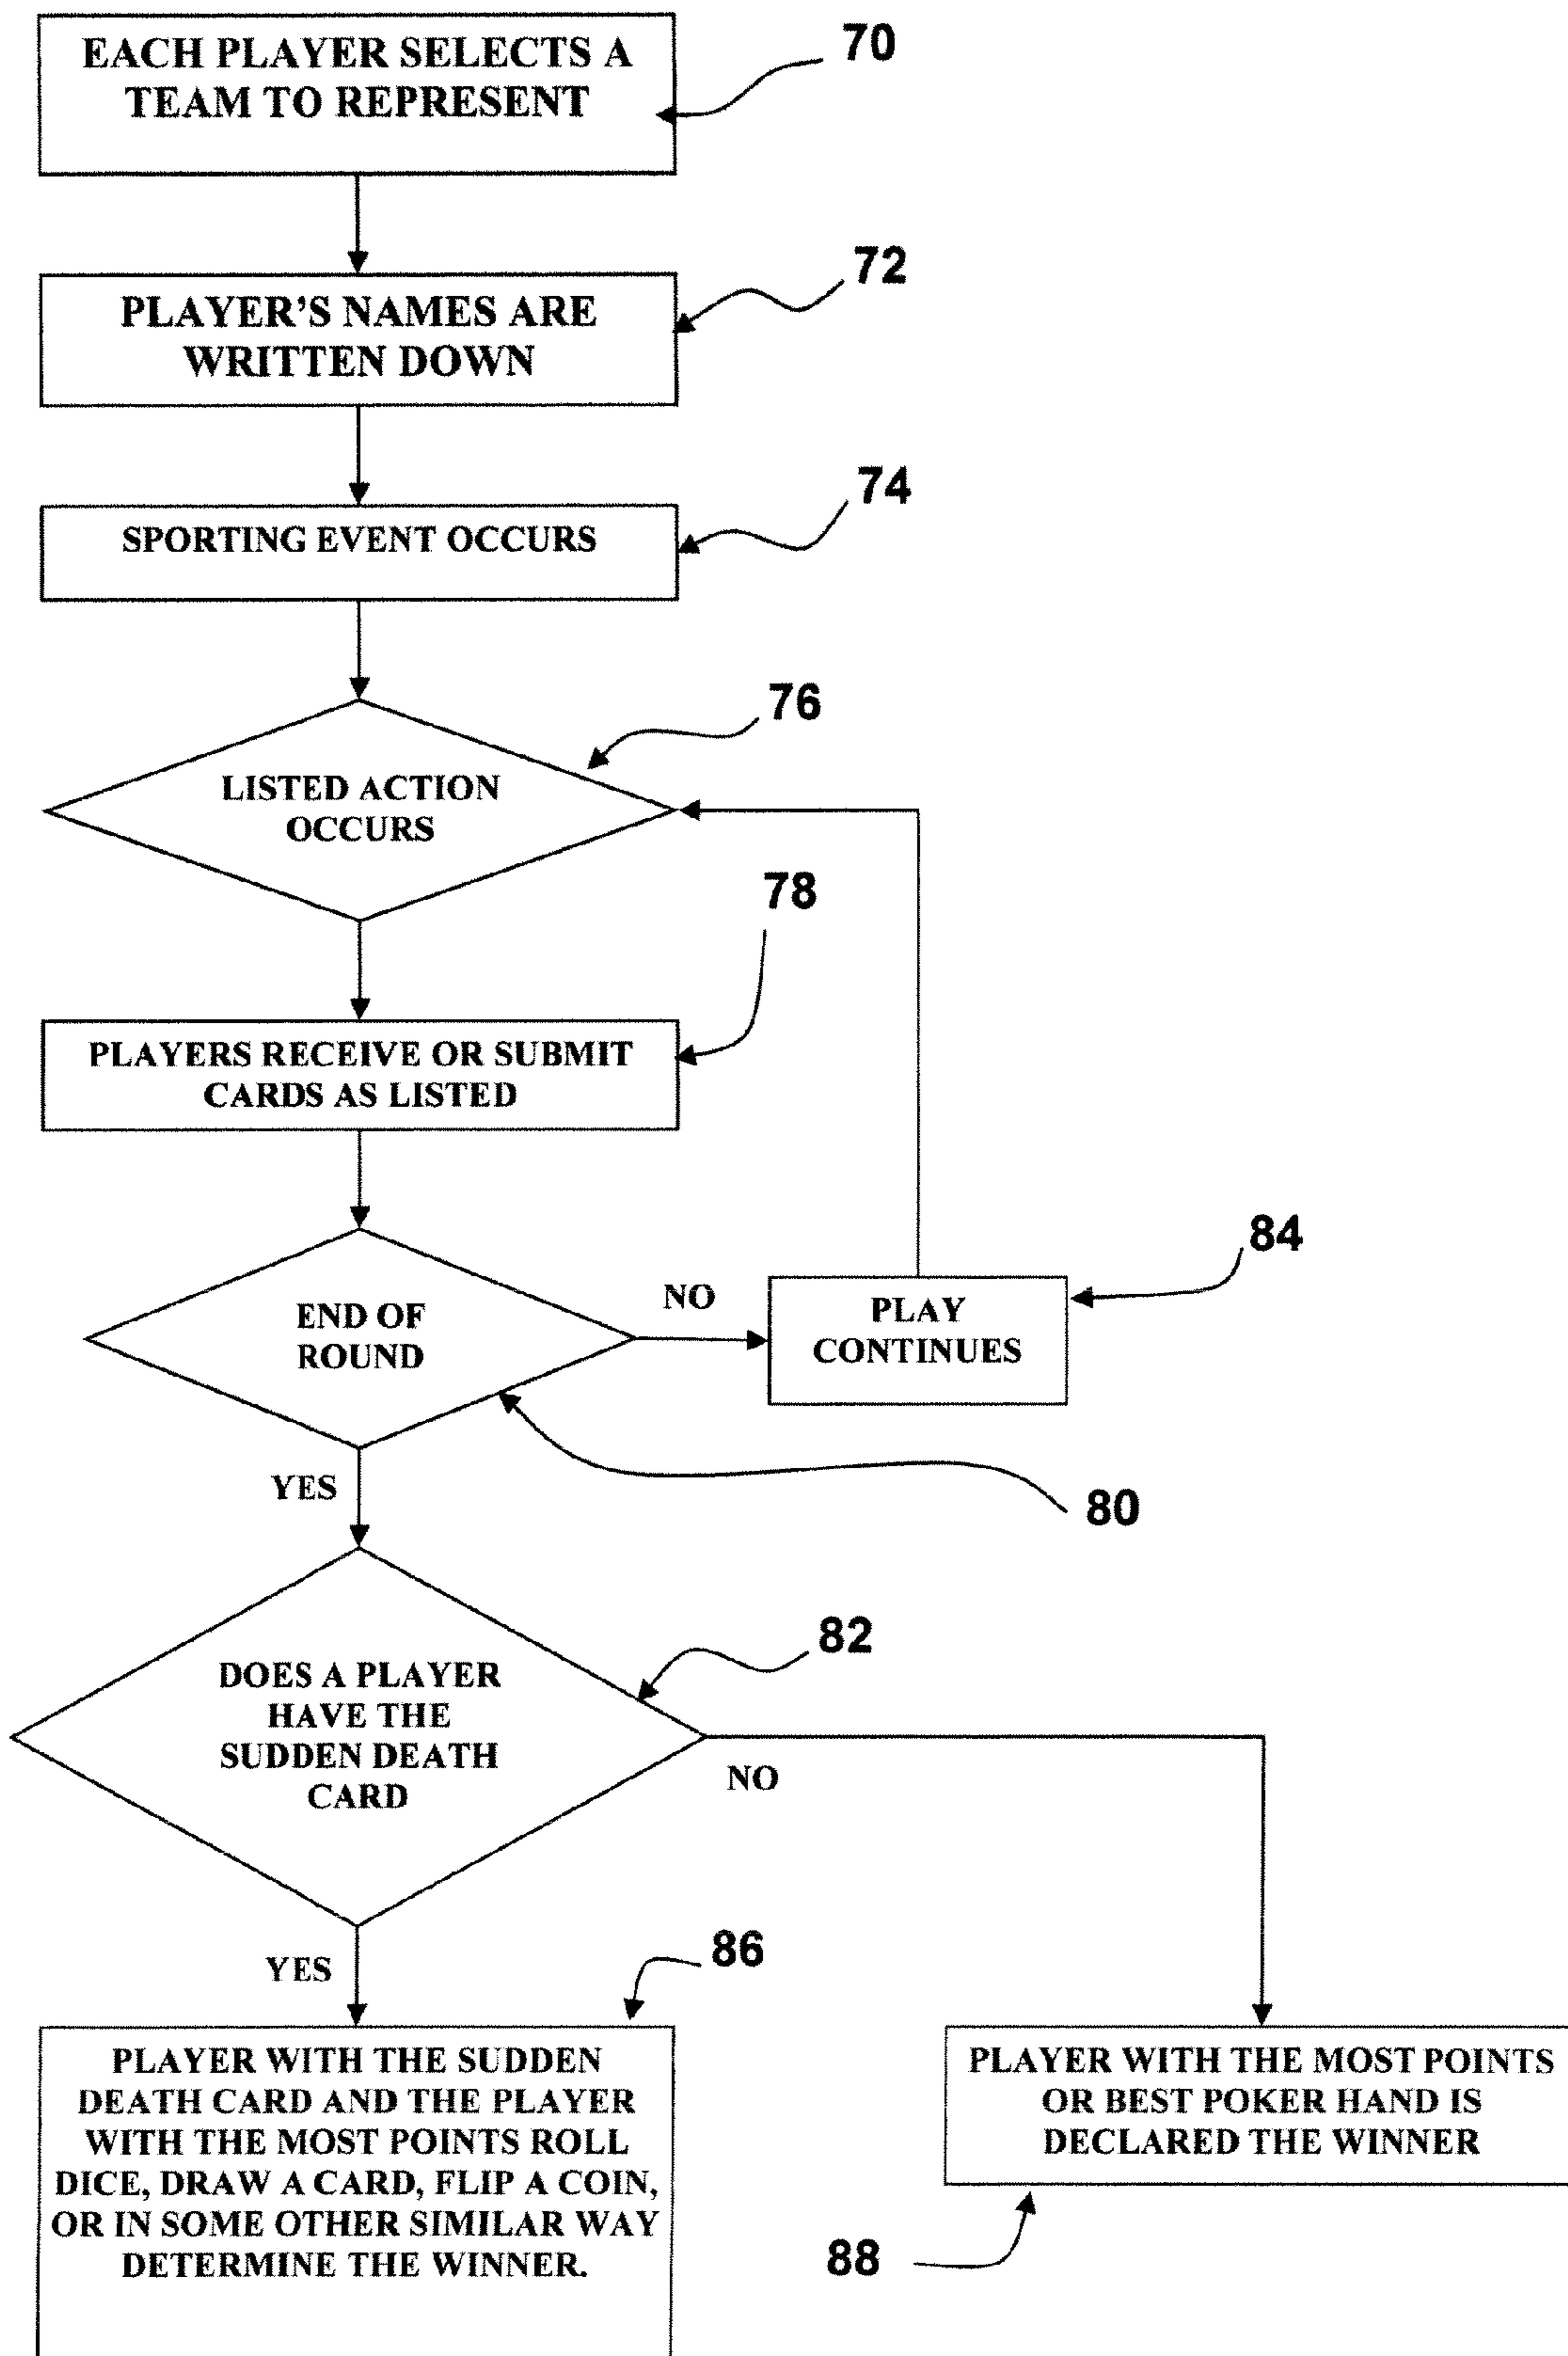 EACH PLAYER SELECTS A
TEAM TO REPRESENT
70
PLAYER'S NAMES ARE
WRITTEN DOWN
72
SPORTING EVENT OCCURS
74
LISTED ACTION
OCCURS
76
PLAYERS RECEIVE OR SUBMIT
CARDS AS LISTED
78
END OF
ROUND
80
NO
PLAY
CONTINUES
84
YES
DOES A PLAYER
HAVE THE
SUDDEN DEATH
CARD
82
NO
YES
PLAYER WITH THE SUDDEN
DEATH CARD AND THE PLAYER
WITH THE MOST POINTS ROLL
DICE, DRAW A CARD, FLIP A COIN,
OR IN SOME OTHER SIMILAR WAY
DETERMINE THE WINNER.
86
PLAYER WITH THE MOST POINTS
OR BEST POKER HAND IS
DECLARED THE WINNER
88